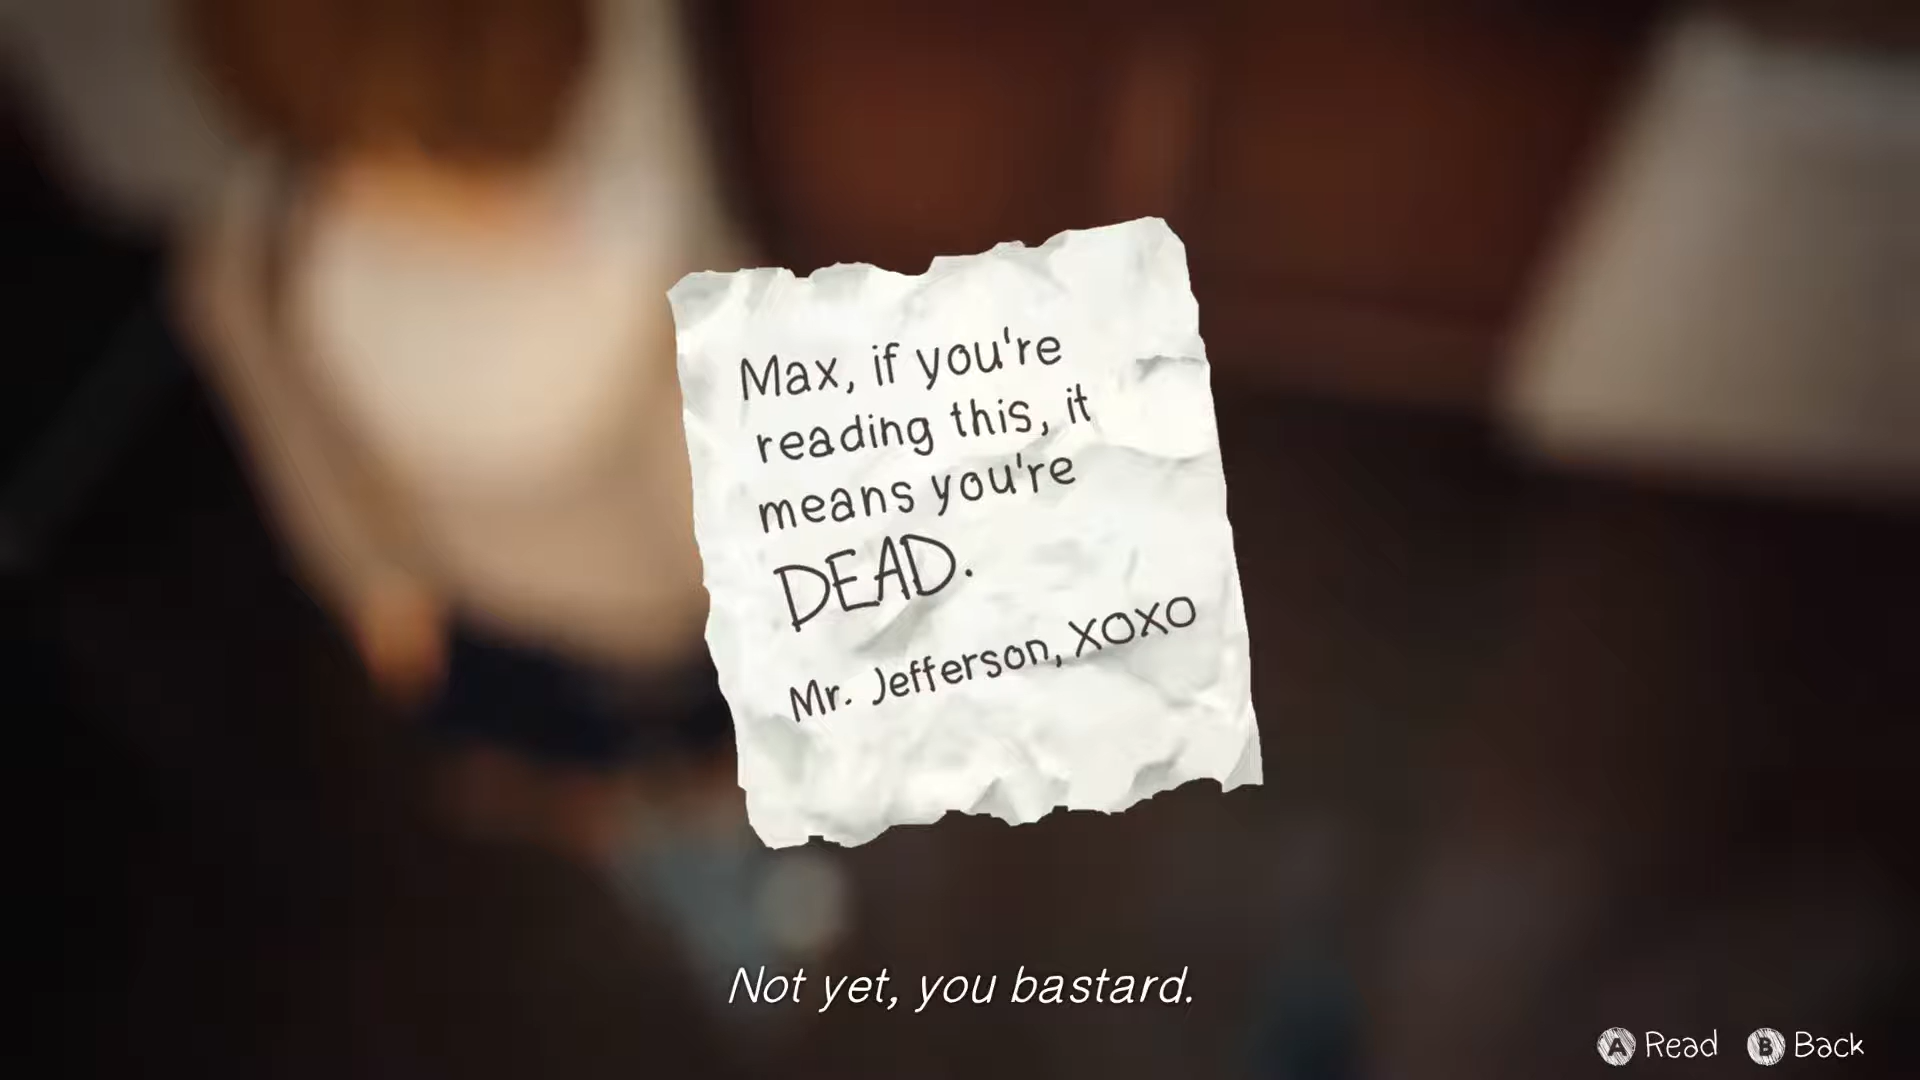 Max, if you're
reading this, it
means you're
DEAD.
Mr. Jefferson, XOXO
Not yet, you bastard.
A Read B Back